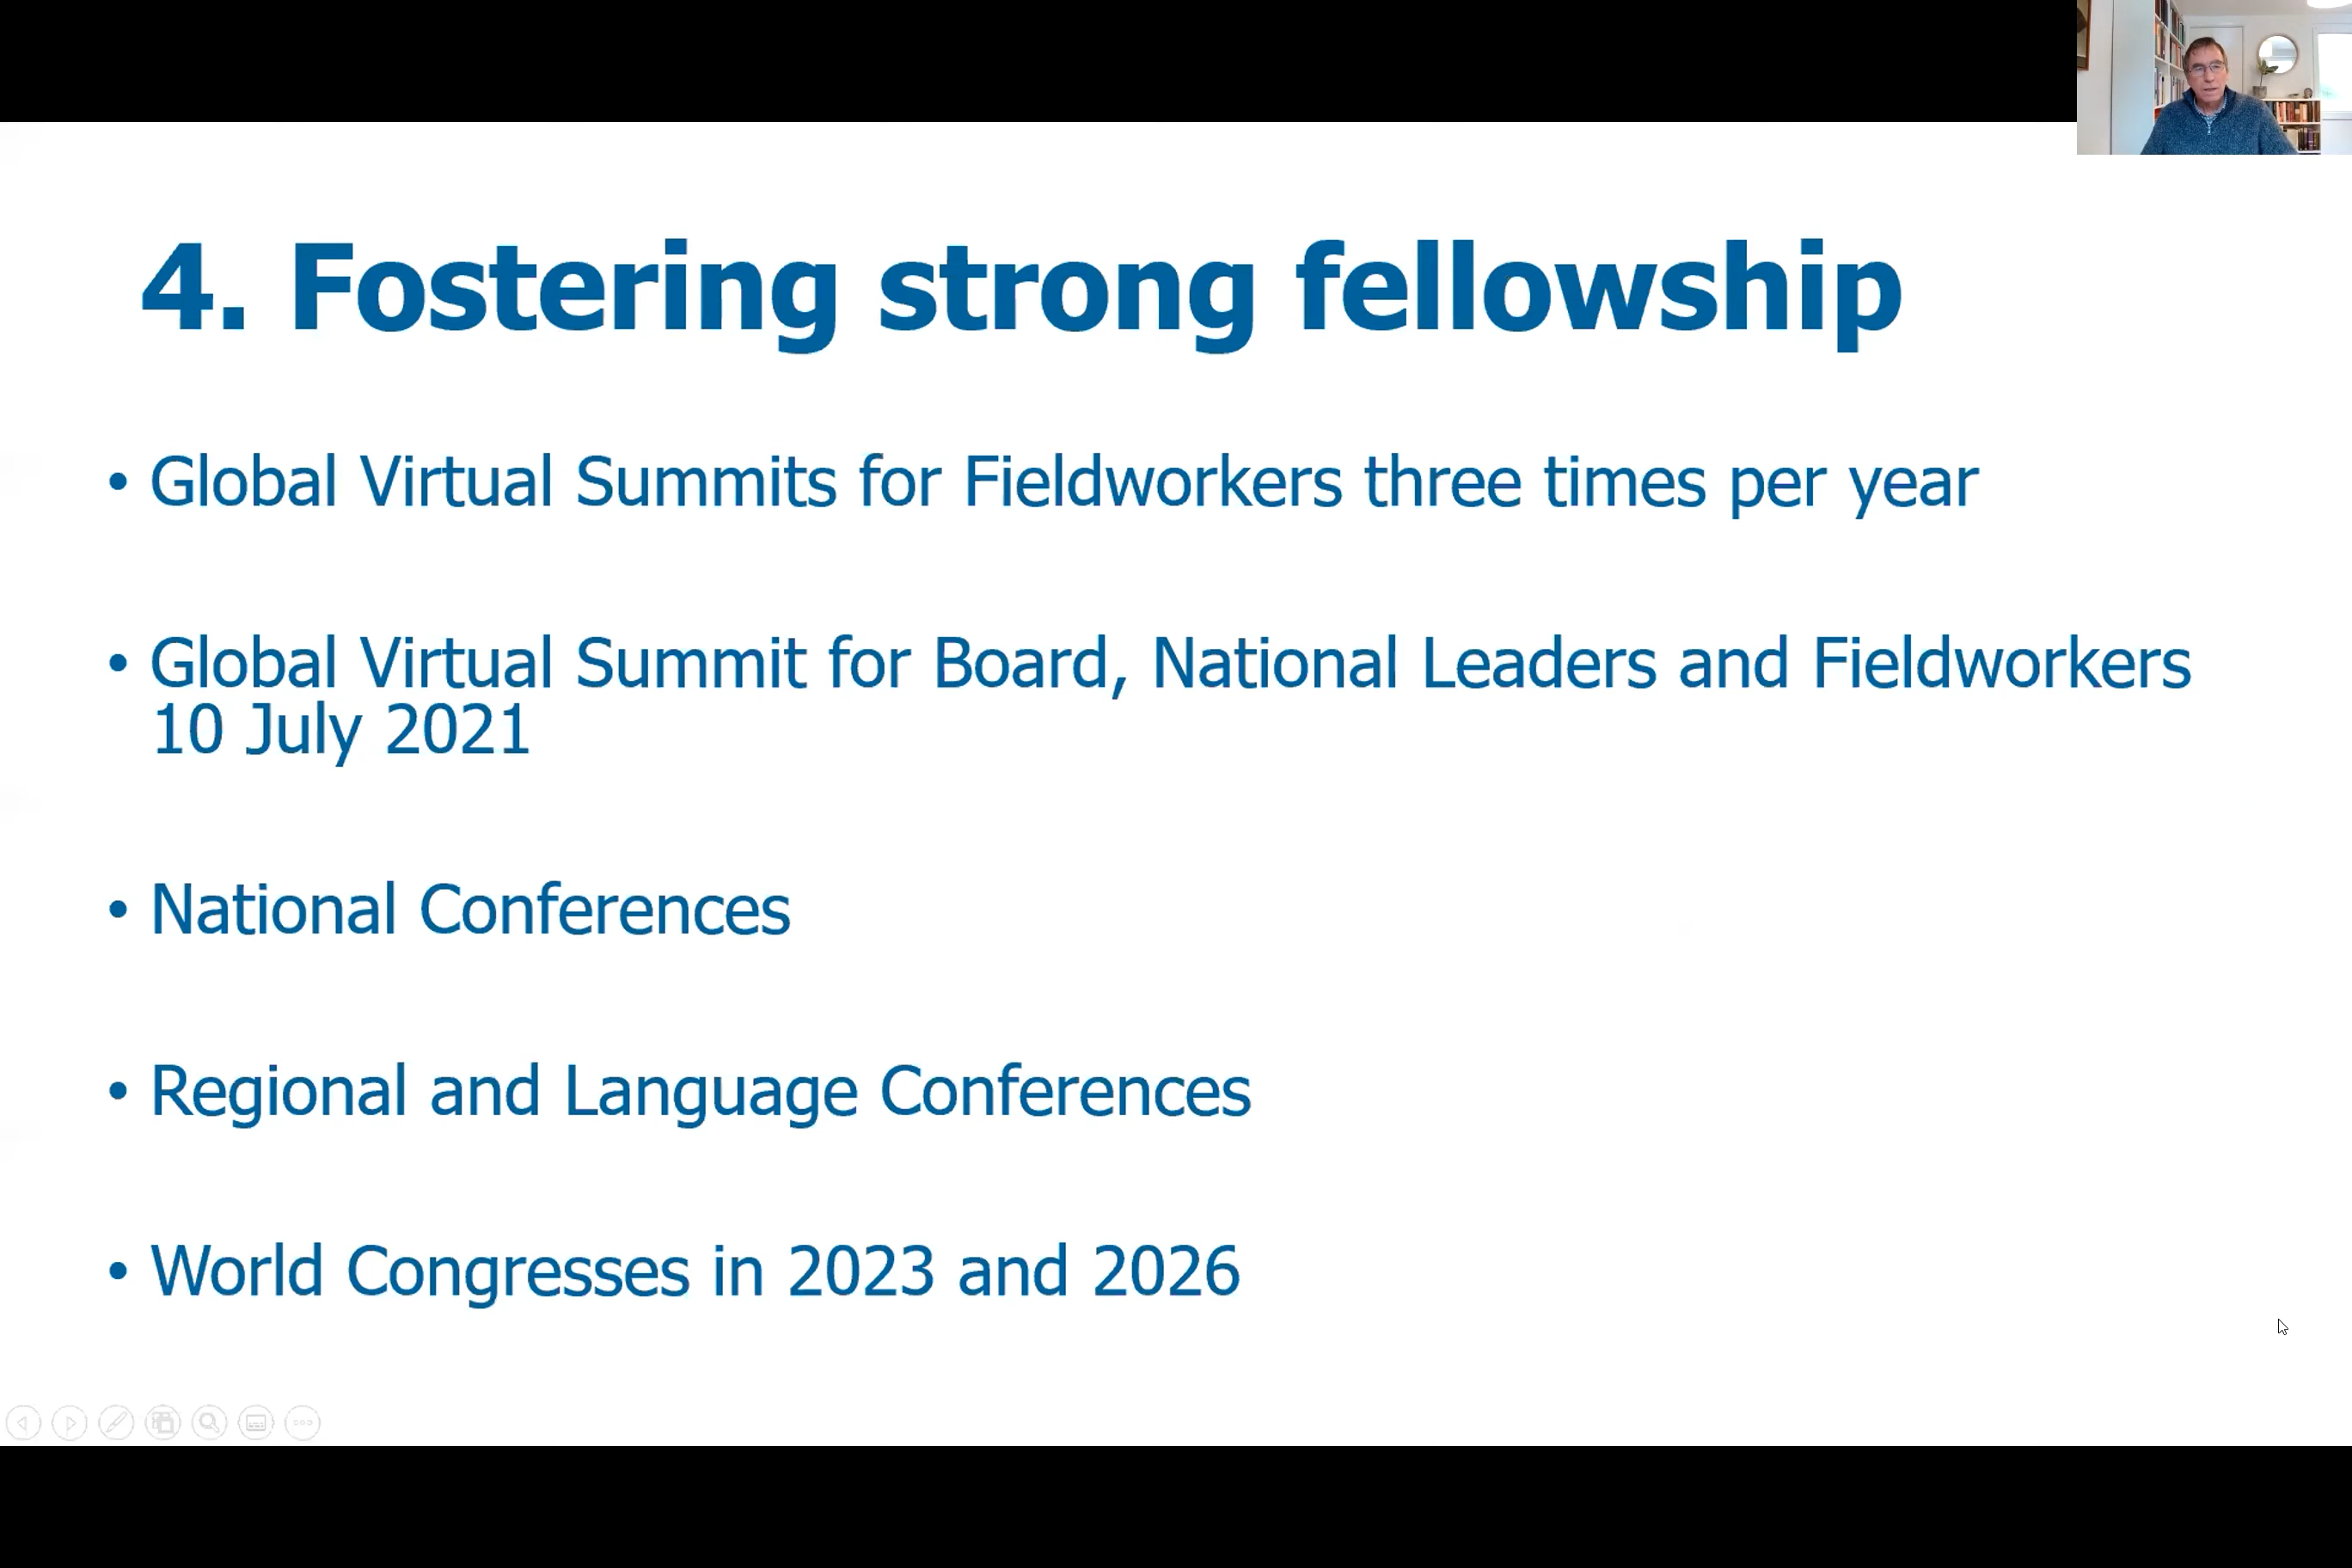 4. Fostering strong fellowship
• Global Virtual Summits for Fieldworkers three times per year
• Global Virtual Summit for Board, National Leaders and Fieldworkers
10 July 2021
• National Conferences
• Regional and Language Conferences
• World Congresses in 2023 and 2026